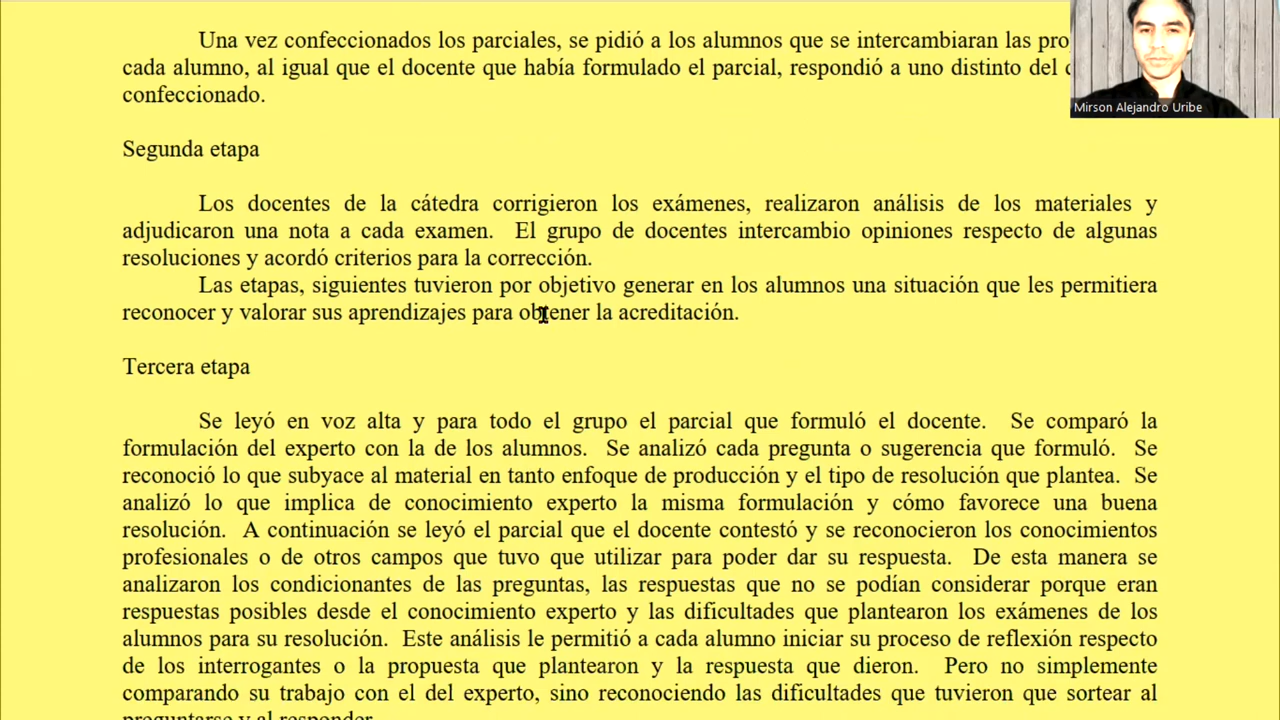 Una vez confeccionados los parciales, se pidió a los alumnos que se intercambiaran las
Mirson Alejandro Uribe
cada alumno, al igual que el docente que había formulado el parcial, respondió a uno distinto del
confeccionado.
Segunda etapa
Los docentes de la cátedra corrigieron los exámenes, realizaron análisis de los materiales y
adjudicaron una nota a cada examen. El grupo de docentes intercambio opiniones respecto de algunas
resoluciones y acordó criterios para la corrección.
Las etapas, siguientes tuvieron por objetivo generar en los alumnos una situación que les permitiera
reconocer y valorar sus aprendizajes para obtener la acreditación.
Tercera etapa
Se leyó en voz alta y para todo el grupo el parcial que formuló el docente. Se comparó la
formulación del experto con la de los alumnos. Se analizó cada pregunta o sugerencia que formuló. Se
reconoció lo que subyace al material en tanto enfoque de producción y el tipo de resolución que plantea. Se
analizó lo que implica de conocimiento experto la misma formulación y cómo favorece una buena
resolución. A continuación se leyó el parcial que el docente contestó y se reconocieron los conocimientos
profesionales o de otros campos que tuvo que utilizar para poder dar su respuesta. De esta manera se
analizaron los condicionantes de las preguntas, las respuestas que no se podían considerar porque eran
respuestas posibles desde el conocimiento experto y las dificultades que plantearon los exámenes de los
alumnos para su resolución. Este análisis le permitió a cada alumno iniciar su proceso de reflexión respecto
de los interrogantes o la propuesta que plantearon y la respuesta que dieron. Pero no simplemente
comparando su trabajo con el del experto, sino reconociendo las dificultades que tuvieron que sortear al
preguntarse y al responder.